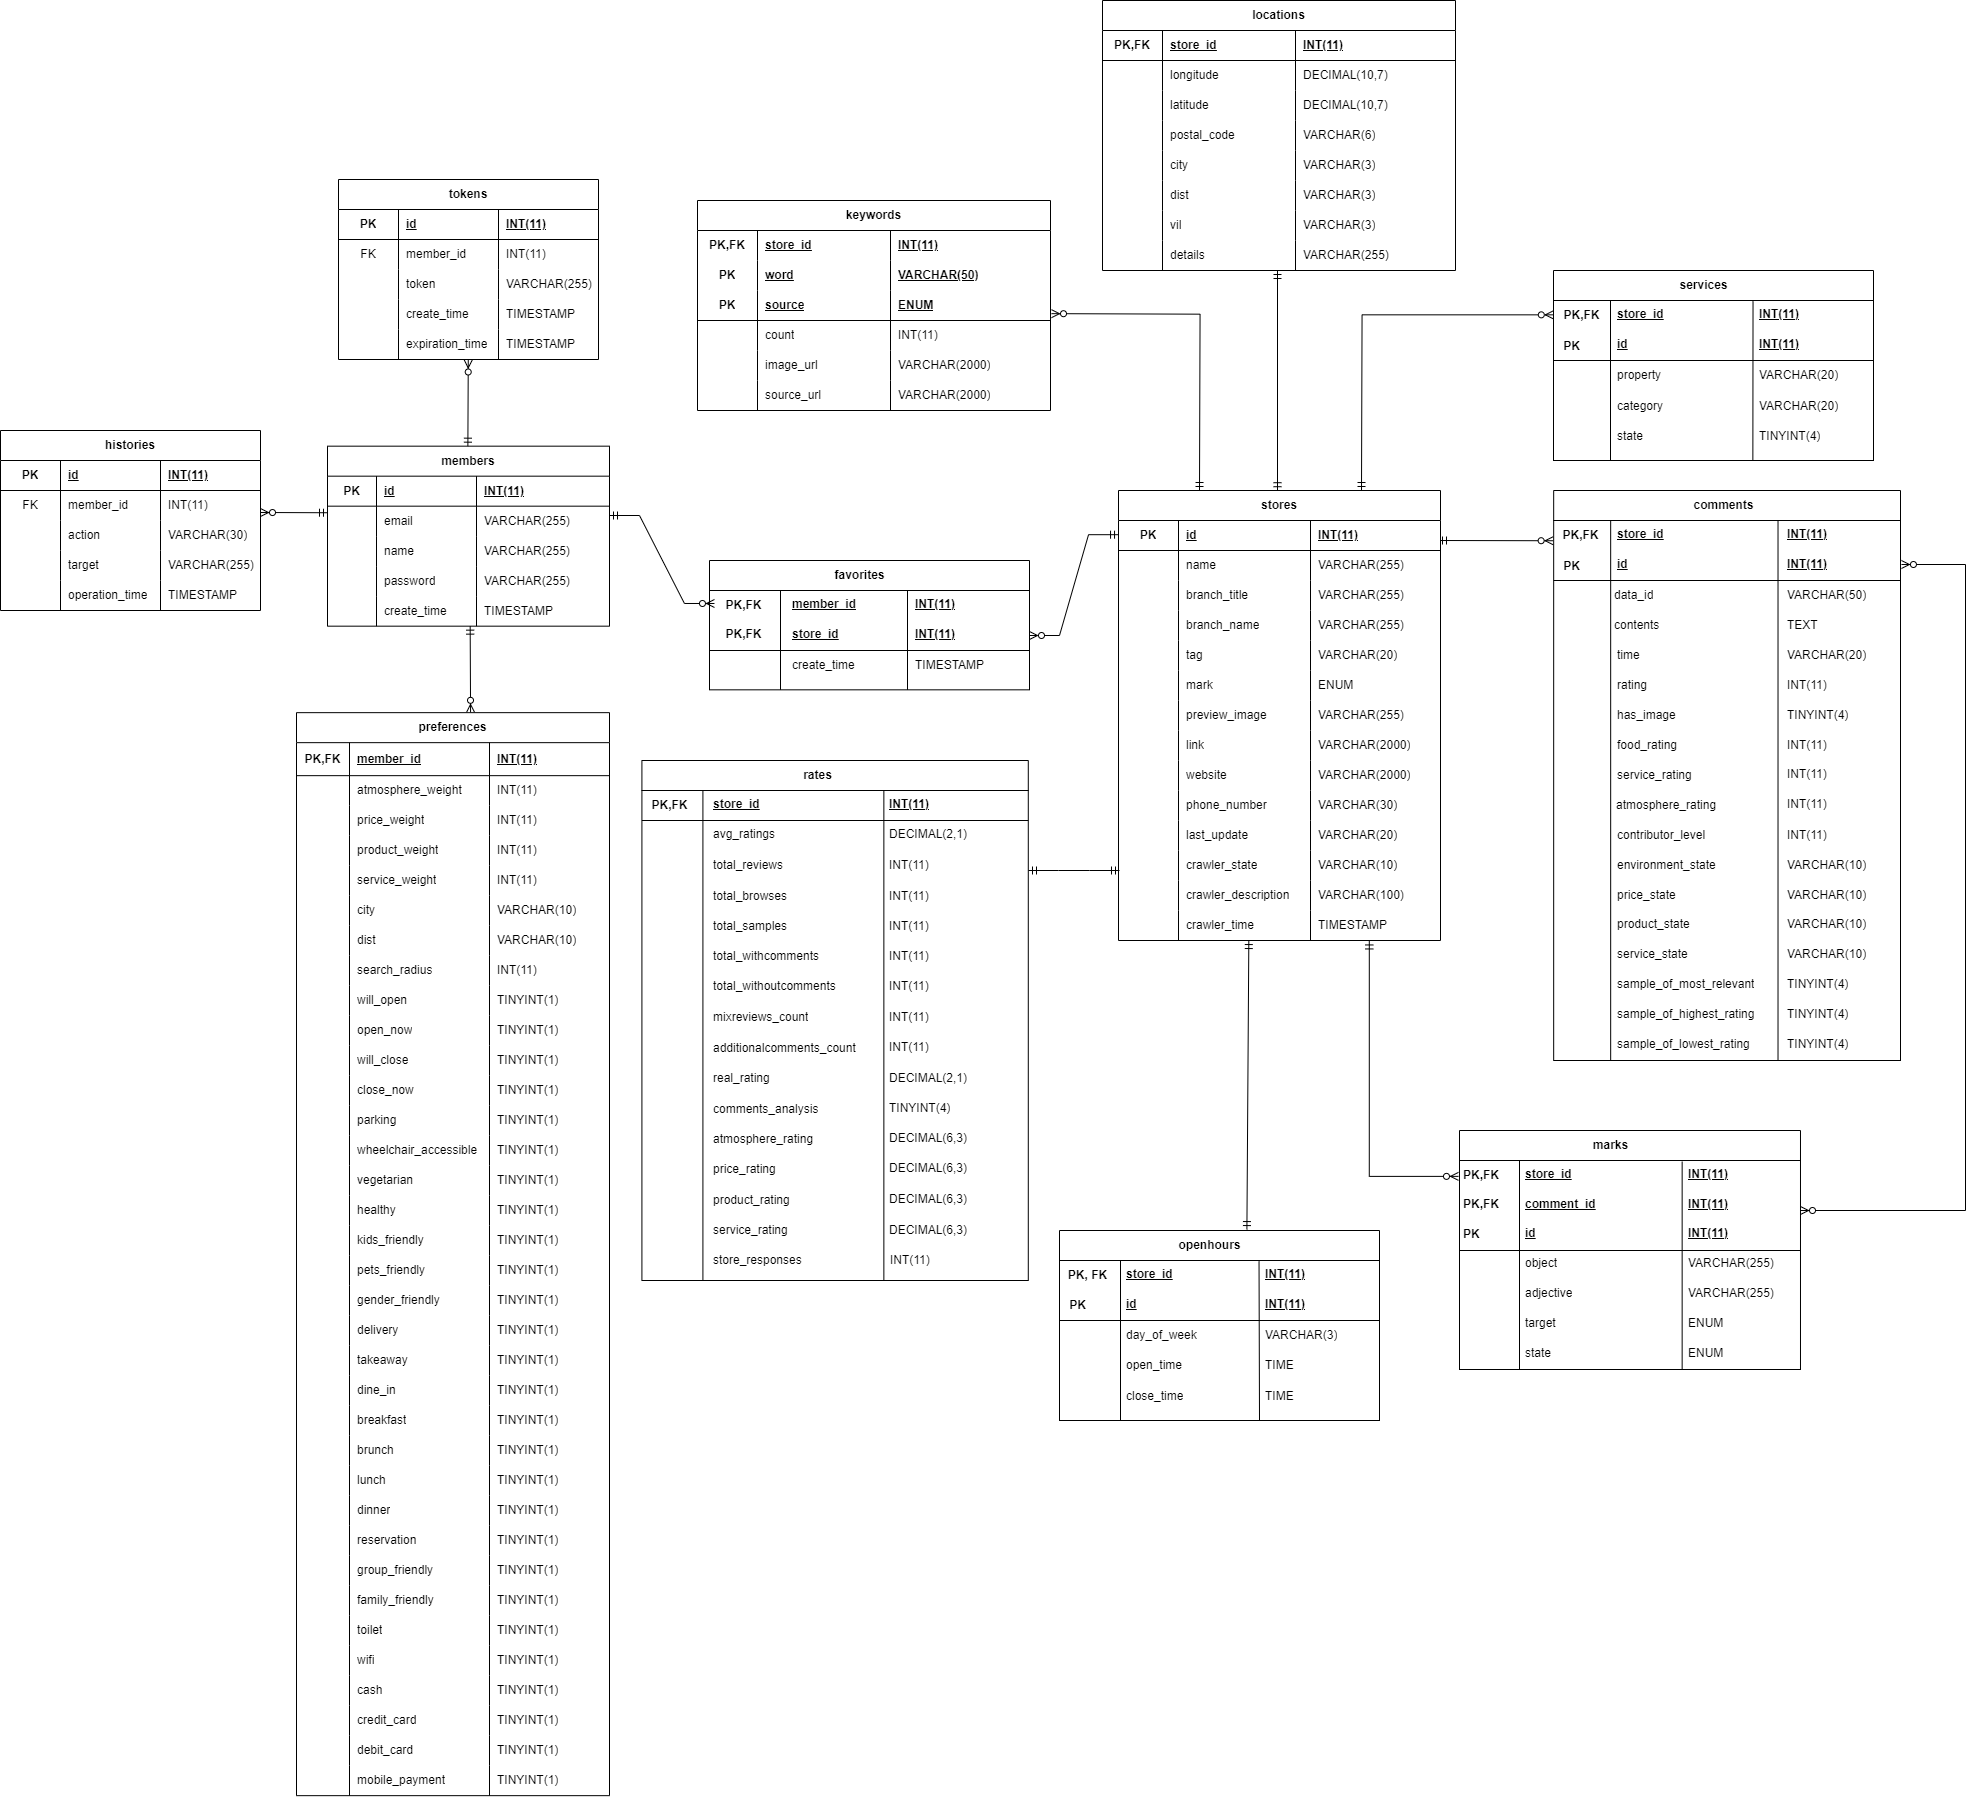 locations
PK,FK store_id INT(11)
longitude DECIMAL(10,7)
latitude DECIMAL(10,7)
postal_code VARCHAR(6)
city VARCHAR(3)
dist VARCHAR(3)
vil VARCHAR(3)
details VARCHAR(255)
tokens
PK id INT(11)
FK member_id INT(11)
token VARCHAR(255)
create_time TIMESTAMP
expiration_time TIMESTAMP
keywords
PK,FK store_id INT(11)
PK word VARCHAR(50)
PK source ENUM
count INT(11)
image_url VARCHAR(2000)
source_url VARCHAR(2000)
services
PK,FK store_id INT(11)
PK id INT(11)
property VARCHAR(20)
category VARCHAR(20)
state TINYINT(4)
histories
PK id INT(11)
FK member_id INT(11)
action VARCHAR(30)
target VARCHAR(255)
operation_time TIMESTAMP
members
PK id INT(11)
email VARCHAR(255)
name VARCHAR(255)
password VARCHAR(255)
create_time TIMESTAMP
favorites
PK,FK member_id INT(11)
PK,FK store_id INT(11)
create_time TIMESTAMP
stores
PK id INT(11)
name VARCHAR(255)
branch_title VARCHAR(255)
branch_name VARCHAR(255)
tag VARCHAR(20)
mark ENUM
preview_image VARCHAR(255)
link VARCHAR(2000)
website VARCHAR(2000)
phone_number VARCHAR(30)
last_update VARCHAR(20)
crawler_state VARCHAR(10)
crawler_description VARCHAR(100)
crawler_time TIMESTAMP
comments
PK,FK store_id INT(11)
PK id INT(11)
data_id VARCHAR(50)
contents TEXT
time VARCHAR(20)
rating INT(11)
has_image TINYINT(4)
food_rating INT(11)
service_rating INT(11)
atmosphere_rating INT(11)
contributor_level INT(11)
environment_state VARCHAR(10)
price_state VARCHAR(10)
product_state VARCHAR(10)
service_state VARCHAR(10)
sample_of_most_relevant TINYINT(4)
sample_of_highest_rating TINYINT(4)
sample_of_lowest_rating TINYINT(4)
preferences
PK,FK member_id INT(11)
atmosphere_weight INT(11)
price_weight INT(11)
product_weight INT(11)
service_weight INT(11)
city VARCHAR(10)
dist VARCHAR(10)
search_radius INT(11)
will_open TINYINT(1)
open_now TINYINT(1)
will_close TINYINT(1)
close_now TINYINT(1)
parking TINYINT(1)
wheelchair_accessible TINYINT(1)
vegetarian TINYINT(1)
healthy TINYINT(1)
kids_friendly TINYINT(1)
pets_friendly TINYINT(1)
gender_friendly TINYINT(1)
delivery TINYINT(1)
takeaway TINYINT(1)
dine_in TINYINT(1)
breakfast TINYINT(1)
brunch TINYINT(1)
lunch TINYINT(1)
dinner TINYINT(1)
reservation TINYINT(1)
group_friendly TINYINT(1)
family_friendly TINYINT(1)
toilet TINYINT(1)
wifi TINYINT(1)
cash TINYINT(1)
credit_card TINYINT(1)
debit_card TINYINT(1)
mobile_payment TINYINT(1)
rates
PK,FK store_id INT(11)
avg_ratings DECIMAL(2,1)
total_reviews INT(11)
total_browses INT(11)
total_samples INT(11)
total_withcomments INT(11)
total_withoutcomments INT(11)
mixreviews_count INT(11)
additionalcomments_count INT(11)
real_rating DECIMAL(2,1)
comments_analysis TINYINT(4)
atmosphere_rating DECIMAL(6,3)
price_rating DECIMAL(6,3)
product_rating DECIMAL(6,3)
service_rating DECIMAL(6,3)
store_responses INT(11)
openhours
PK, FK store_id INT(11)
PK id INT(11)
day_of_week VARCHAR(3)
open_time TIME
close_time TIME
marks
PK,FK store_id INT(11)
PK,FK comment_id INT(11)
PK id INT(11)
object VARCHAR(255)
adjective VARCHAR(255)
target ENUM
state ENUM